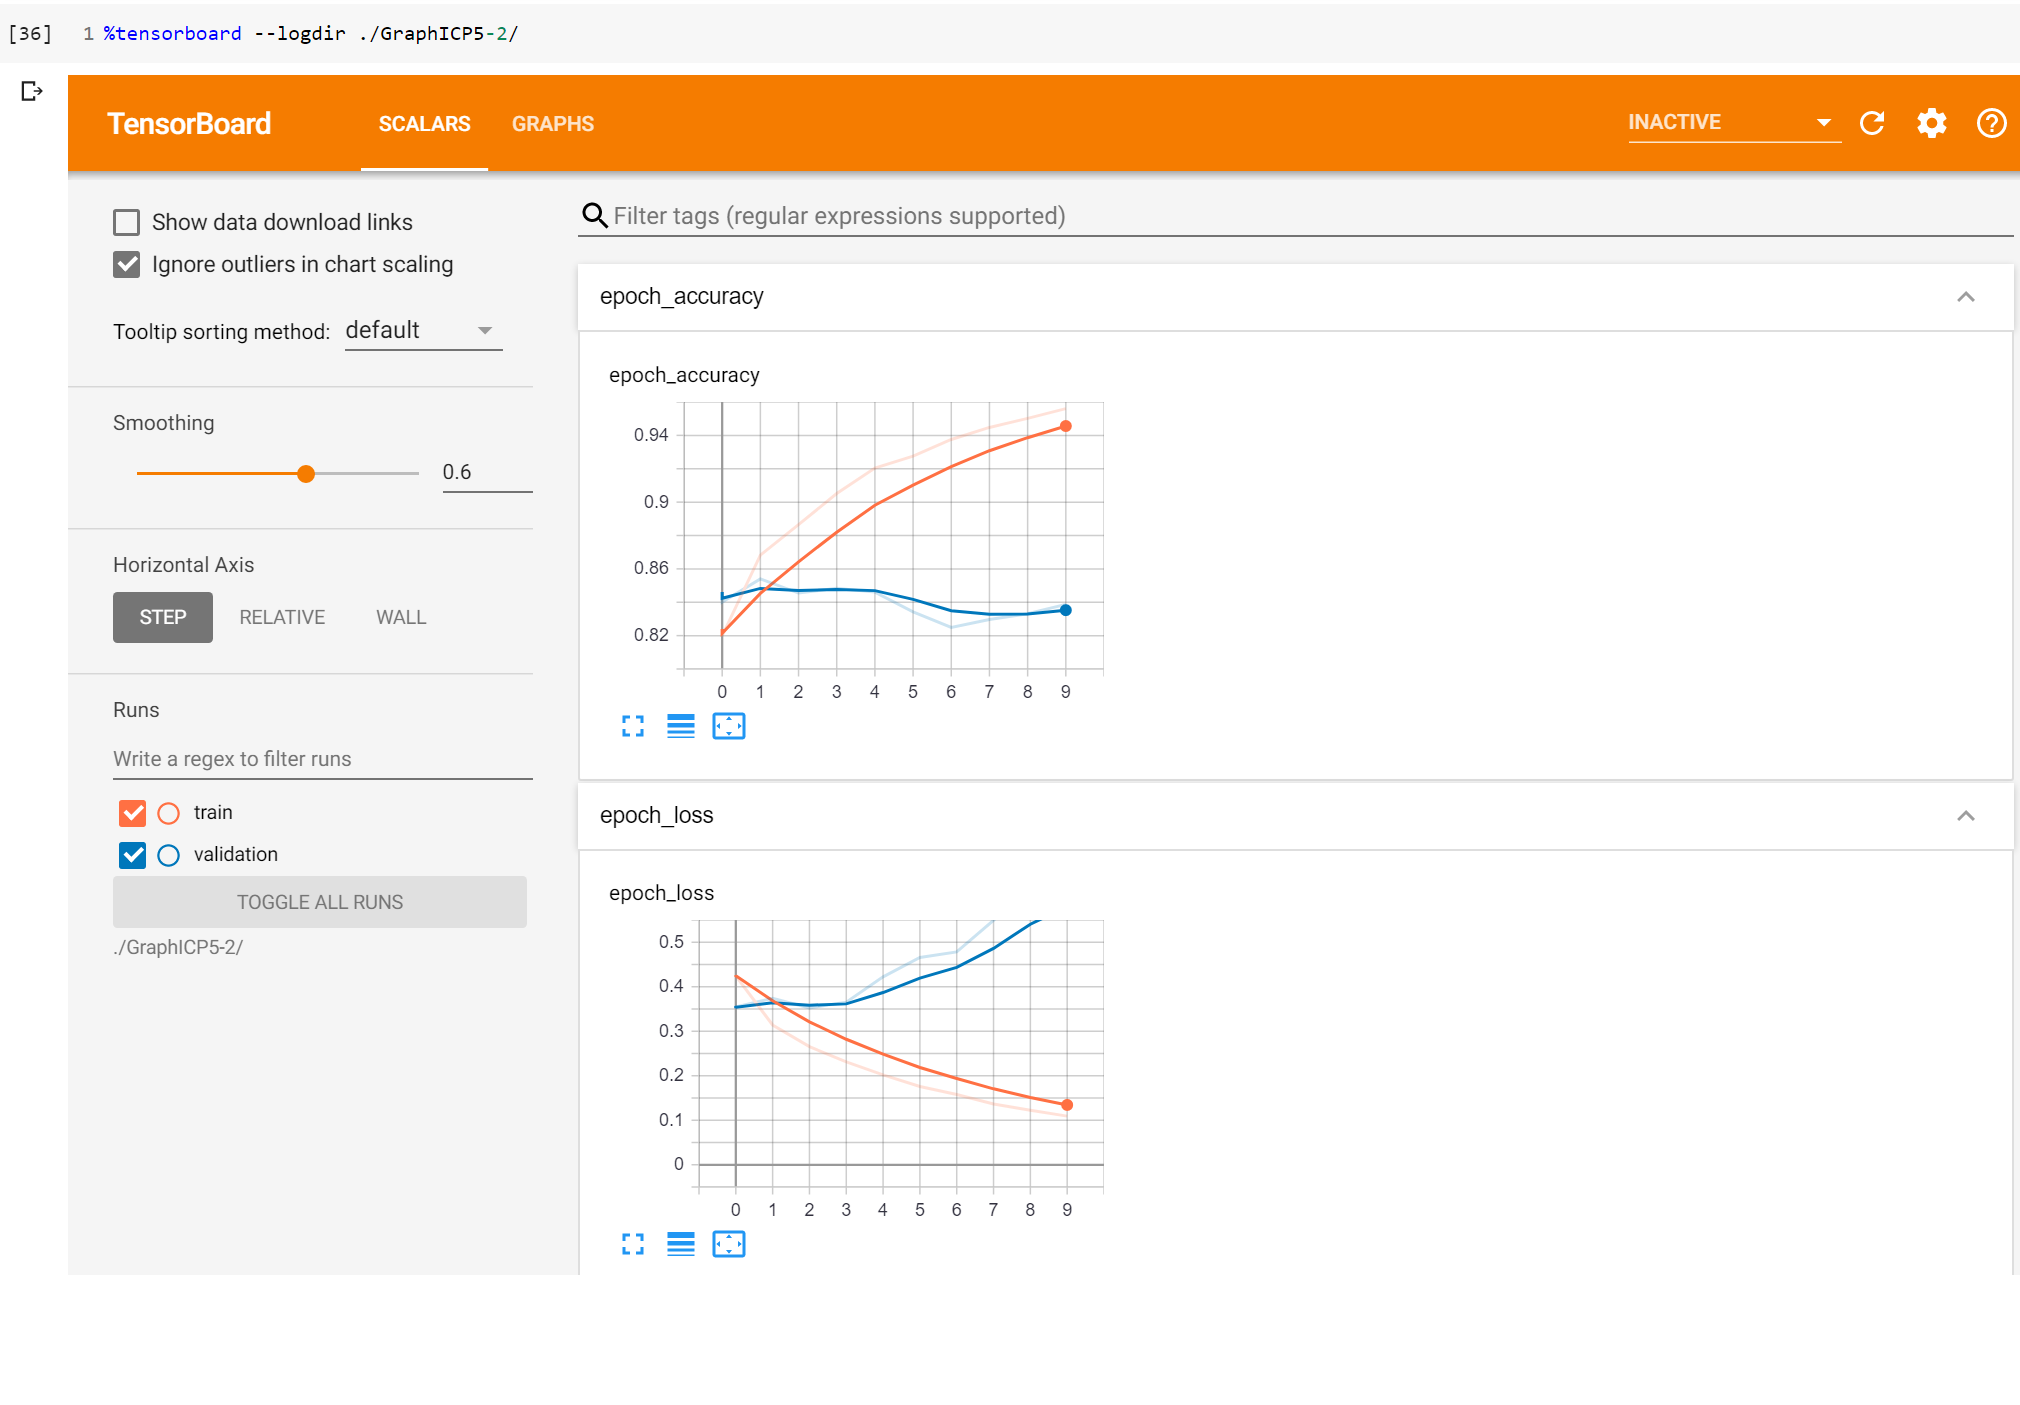 [36] 1 %tensorboard --logdir ./GraphICP5-2/
TensorBoard SCALARS GRAPHS INACTIVE
Show data download links
Ignore outliers in chart scaling
Tooltip sorting method: default
Smoothing
0.6
Horizontal Axis
STEP RELATIVE WALL
Runs
Write a regex to filter runs
train
validation
TOGGLE ALL RUNS
./GraphICP5-2/
Filter tags (regular expressions supported)
epoch_accuracy
epoch_accuracy
0.94
0.9
0.86
0.82
0 1 2 3 4 5 6 7 8 9
epoch_loss
epoch_loss
0.5
0.4
0.3
0.2
0.1
0
0 1 2 3 4 5 6 7 8 9